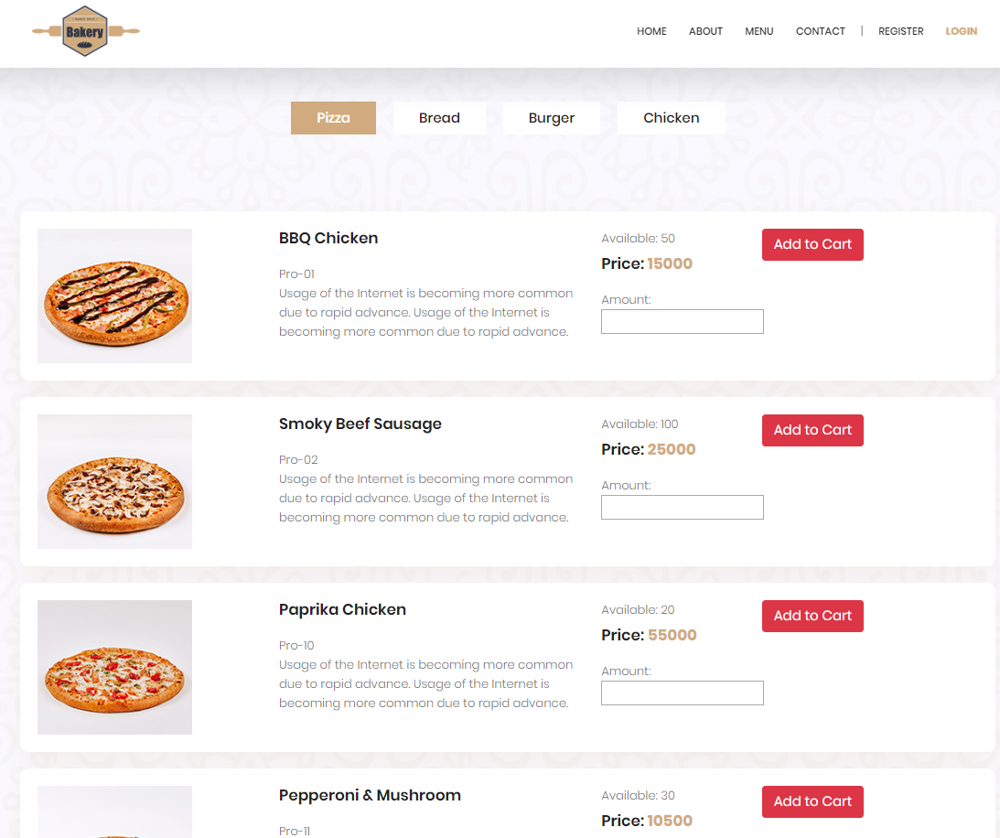 Bakery
HOME ABOUT MENU CONTACT | REGISTER LOGIN
Pizza Bread Burger Chicken
BBQ Chicken
Pro-01
Usage of the Internet is becoming more common
due to rapid advance. Usage of the Internet is
becoming more common due to rapid advance.
Available: 50
Price: 15000
Amount:
Add to Cart
Smoky Beef Sausage
Pro-02
Usage of the Internet is becoming more common
due to rapid advance. Usage of the Internet is
becoming more common due to rapid advance.
Available: 100
Price: 25000
Amount:
Add to Cart
Paprika Chicken
Pro-10
Usage of the Internet is becoming more common
due to rapid advance. Usage of the Internet is
becoming more common due to rapid advance.
Available: 20
Price: 55000
Amount:
Add to Cart
Pepperoni & Mushroom
Pro-11
Available: 30
Price: 10500
Add to Cart